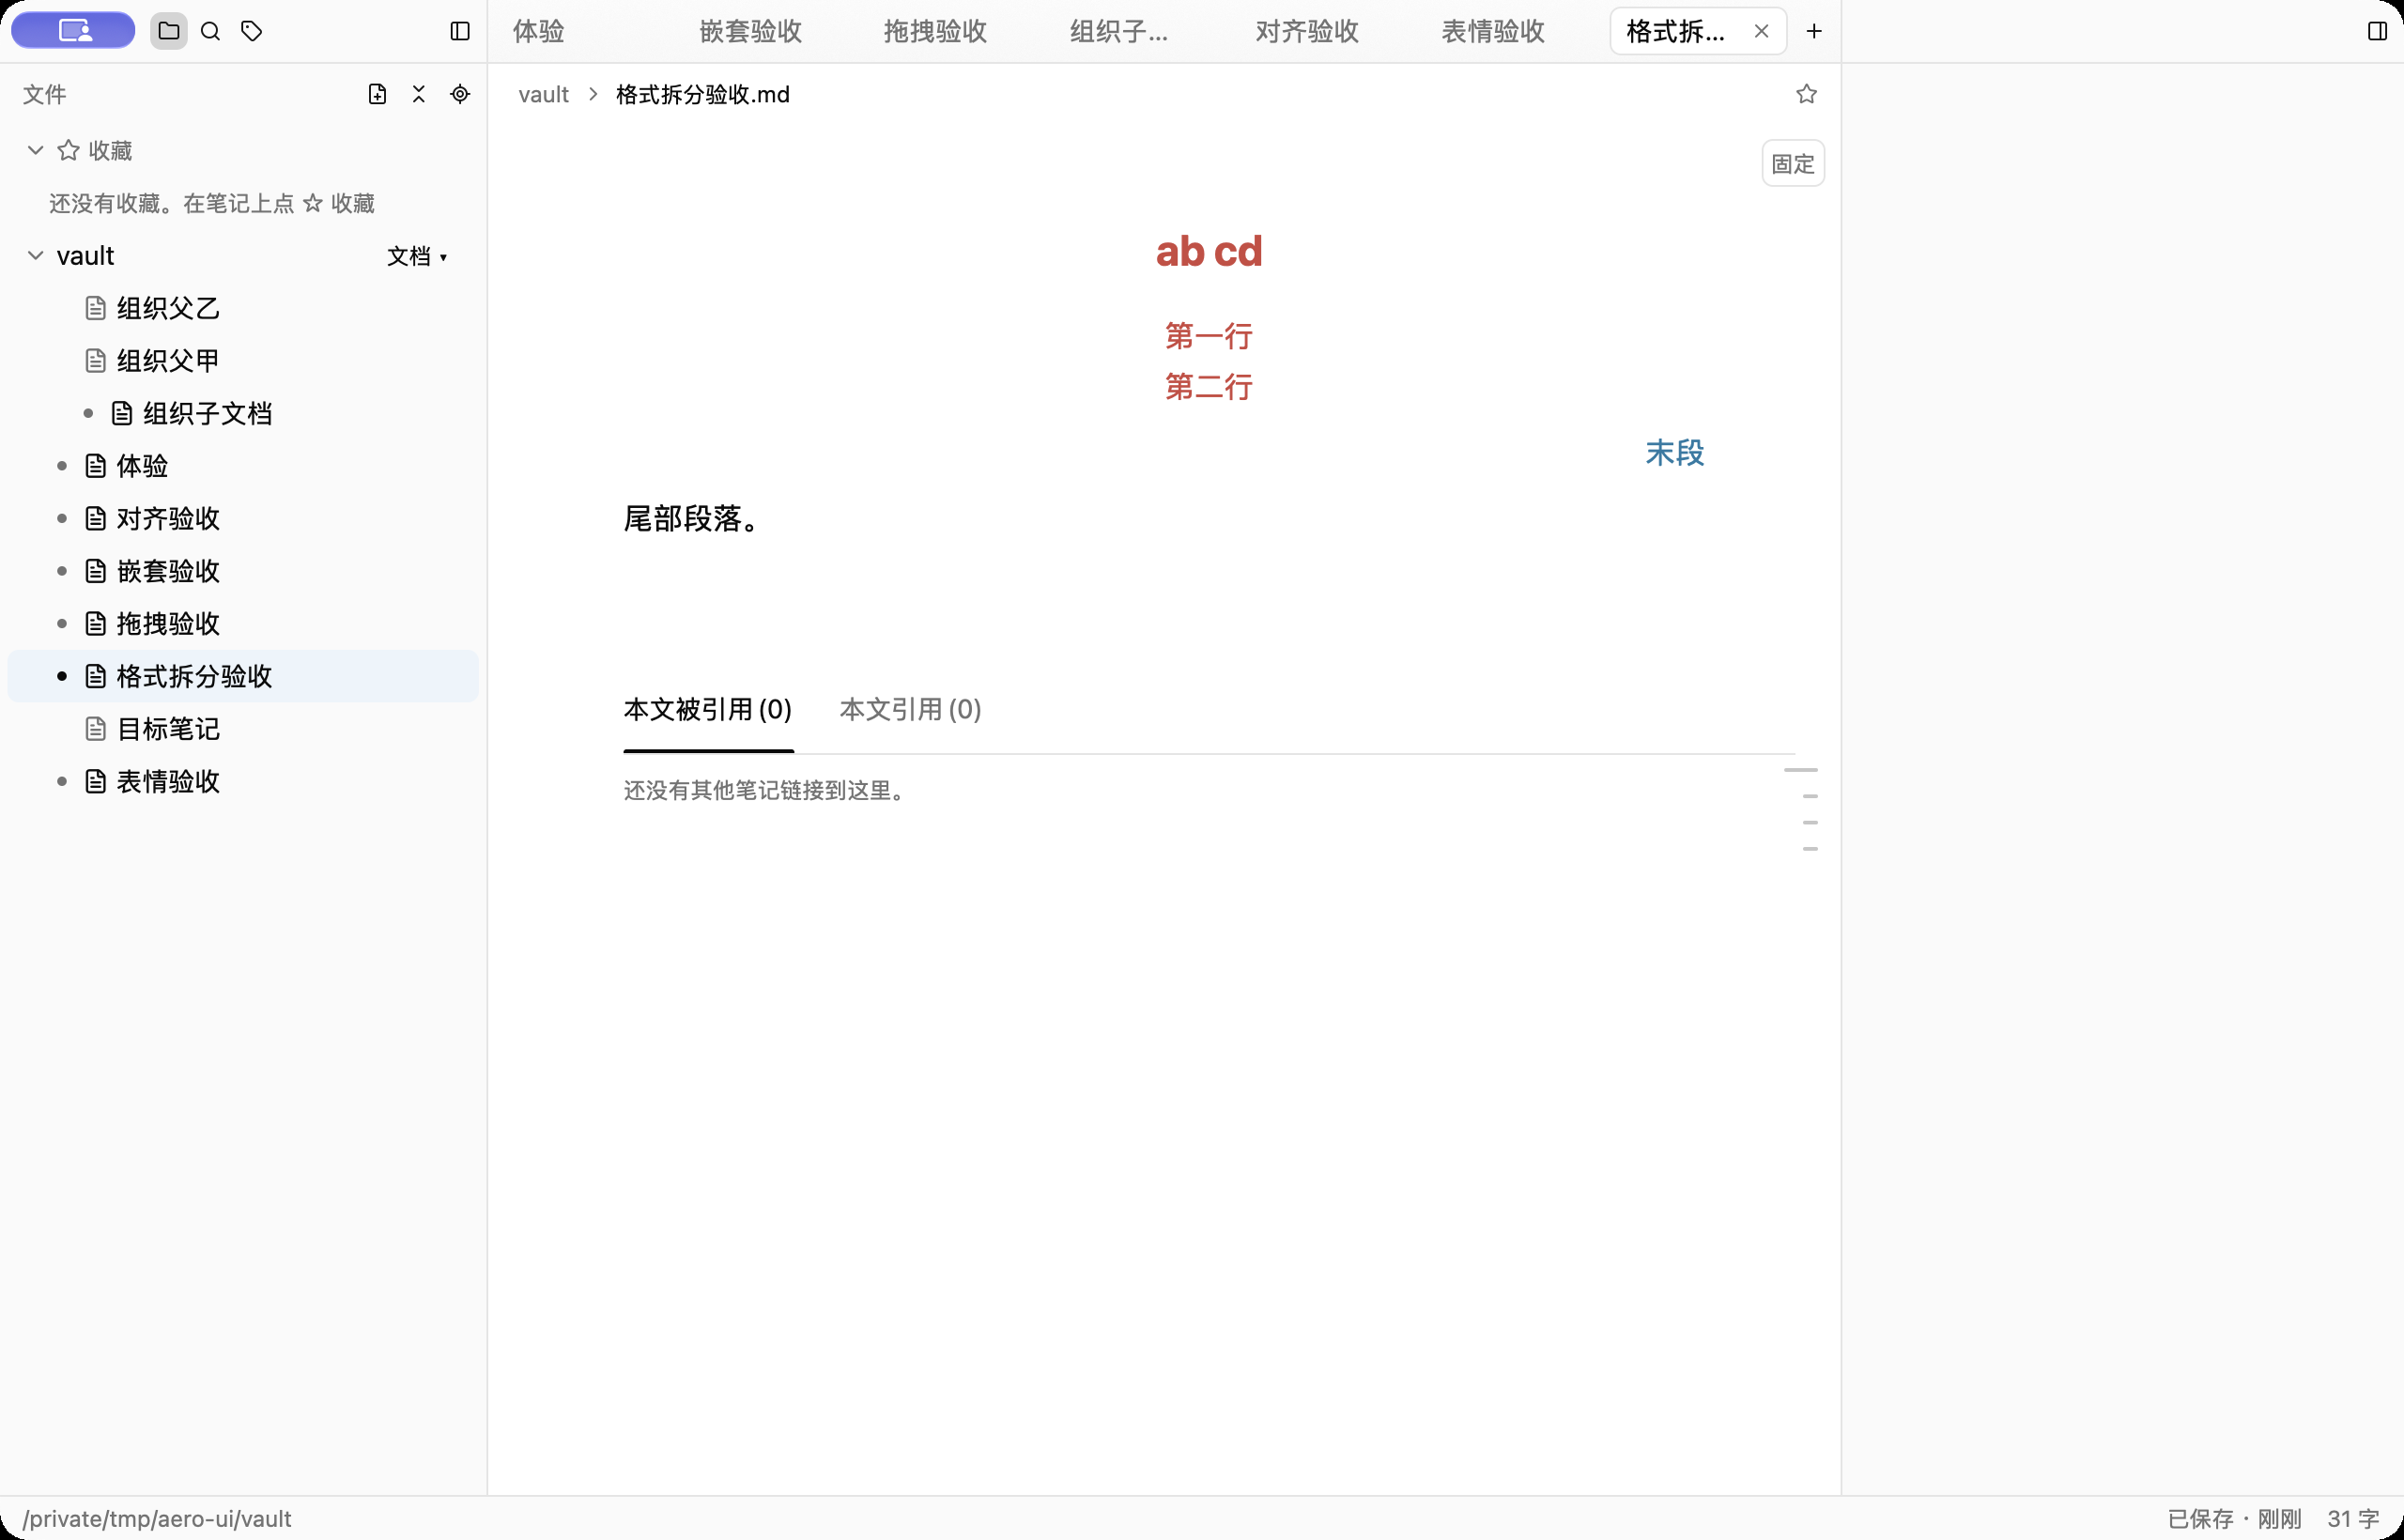 体验
嵌套验收
拖拽验收
组织子...
对齐验收
表情验收
格式拆...
文件
vault > 格式拆分验收.md
收藏
固定
还没有收藏。在笔记上点 ☆ 收藏
vault
文档
组织父乙
组织父甲
组织子文档
体验
对齐验收
嵌套验收
拖拽验收
格式拆分验收
目标笔记
表情验收
ab cd
第一行
第二行
末段
尾部段落。
本文被引用 (0)
本文引用 (0)
还没有其他笔记链接到这里。
/private/tmp/aero-ui/vault
已保存 · 刚刚
31 字